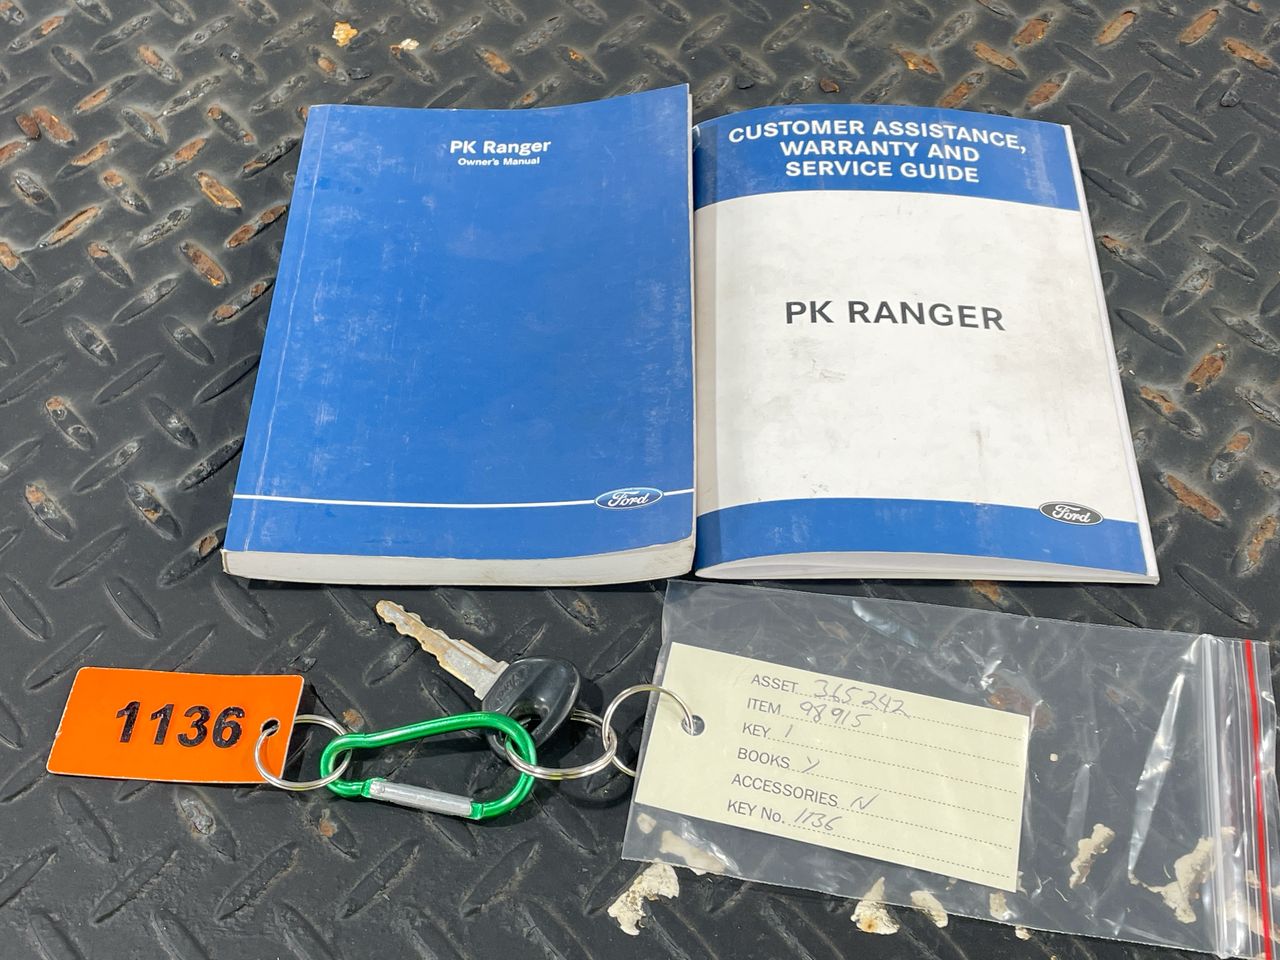 PK Ranger
Owner's Manual
Ford
CUSTOMER ASSISTANCE,
WARRANTY AND
SERVICE GUIDE
PK RANGER
Ford
1136
ASSET 365242
ITEM 98915
KEY 1
BOOKS Y
ACCESSORIES N
KEY No. 1136